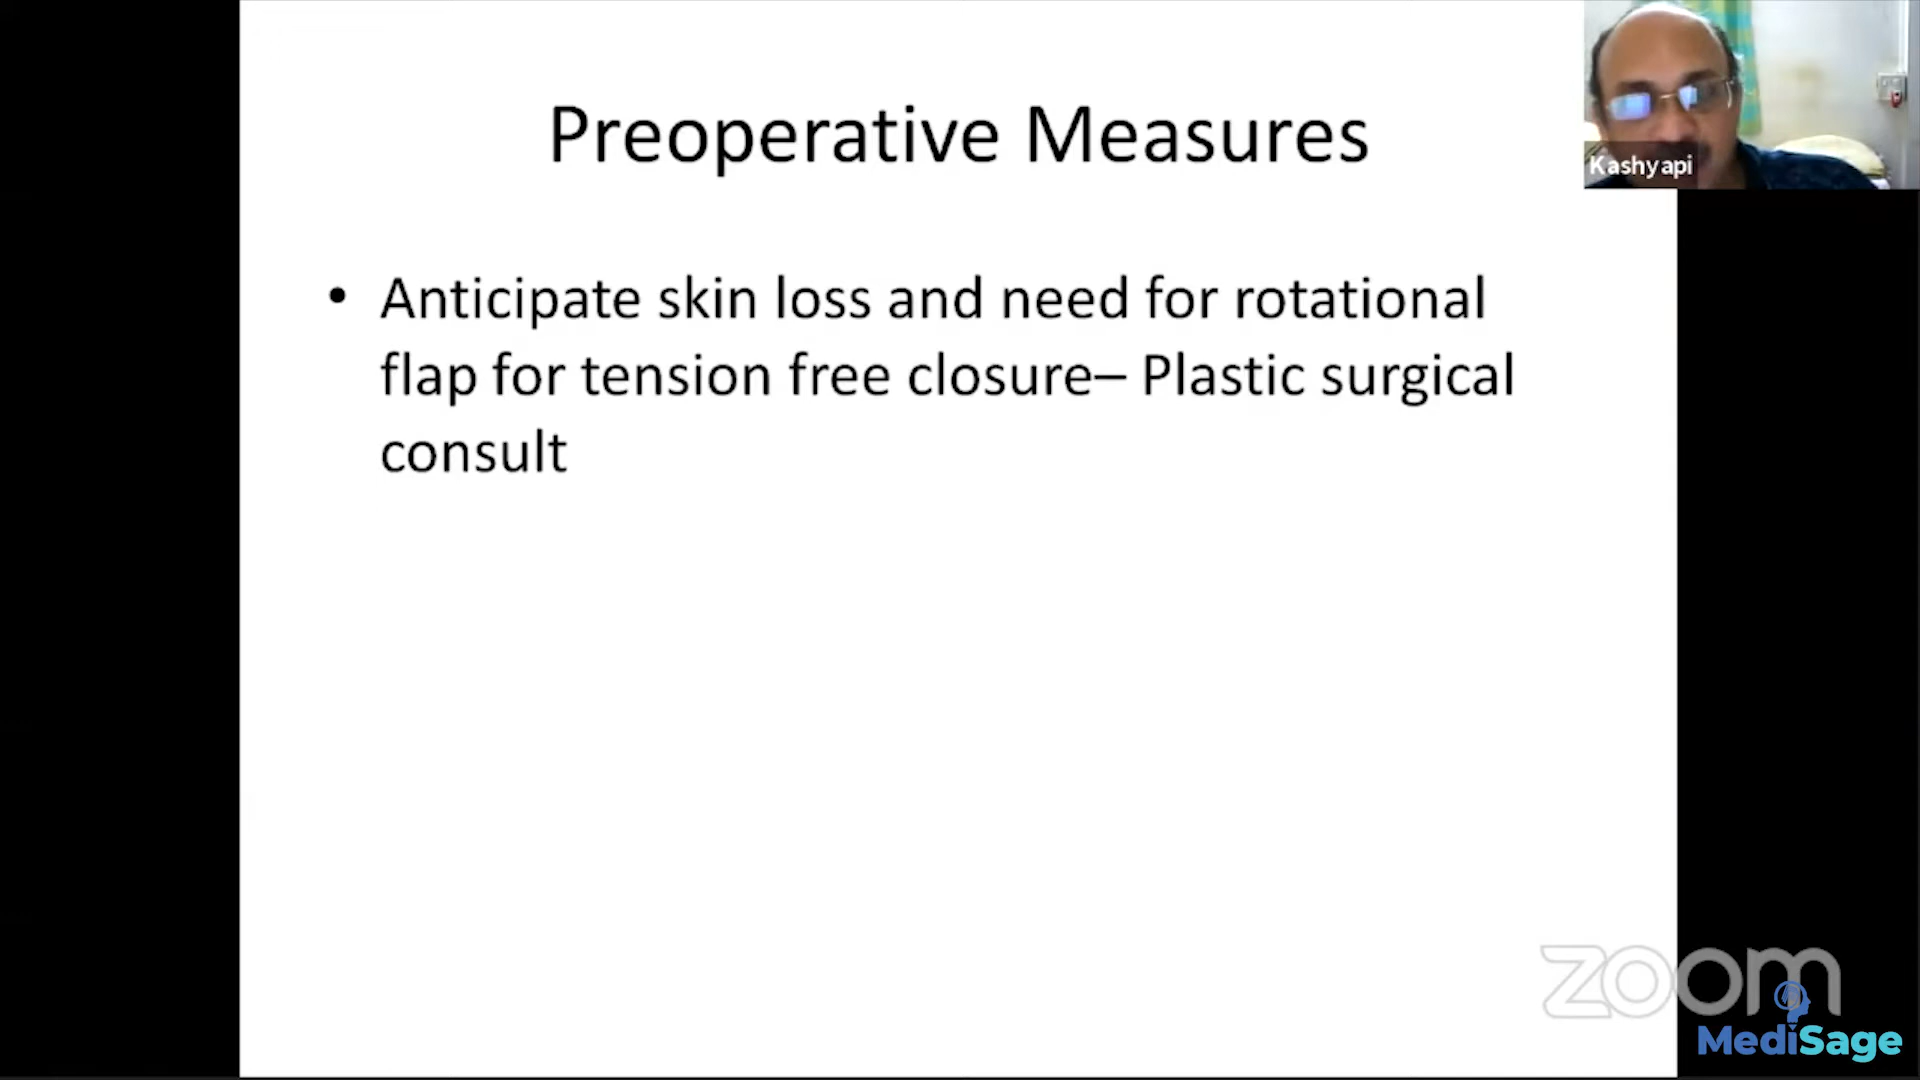 Preoperative Measures
Kashyapi
• Anticipate skin loss and need for rotational
flap for tension free closure– Plastic surgical
consult
zoom
MediSage